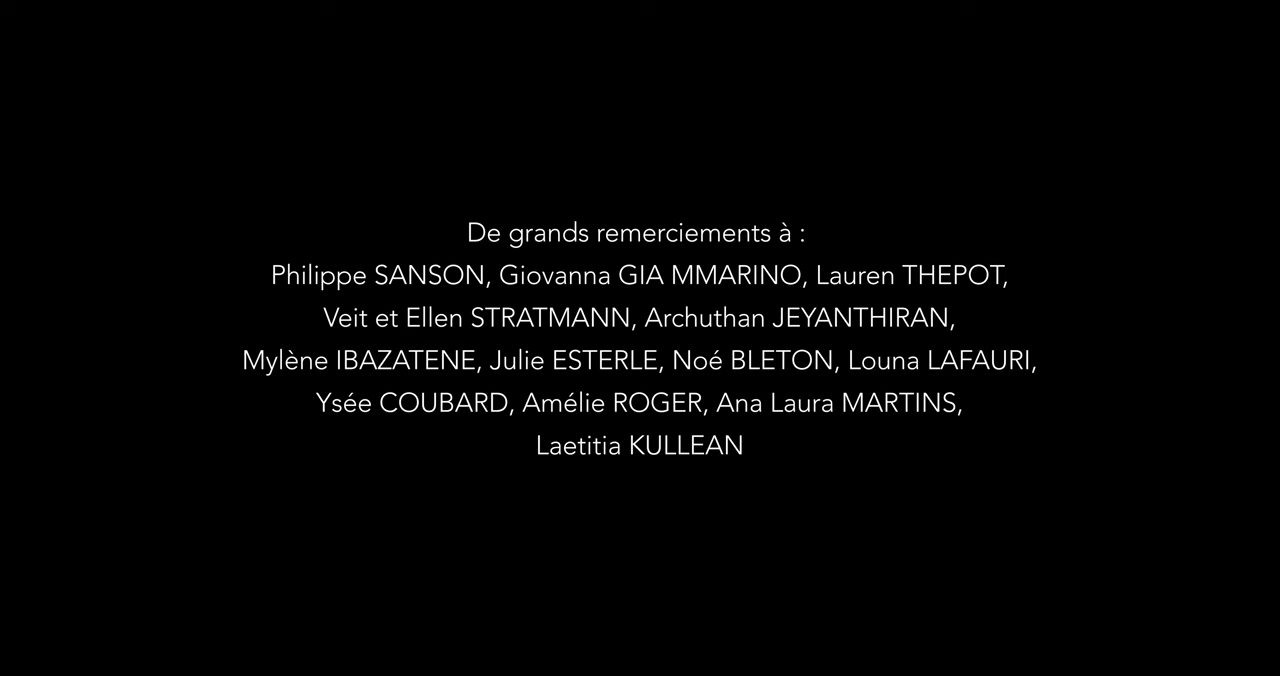 De grands remerciements à :
Philippe SANSON, Giovanna GIA MMARINO, Lauren THEPOT,
Veit et Ellen STRATMANN, Archuthan JEYANTHIRAN,
Mylène IBAZATENE, Julie ESTERLE, Noé BLETON, Louna LAFAURI,
Ysée COUBARD, Amélie ROGER, Ana Laura MARTINS,
Laetitia KULLEAN